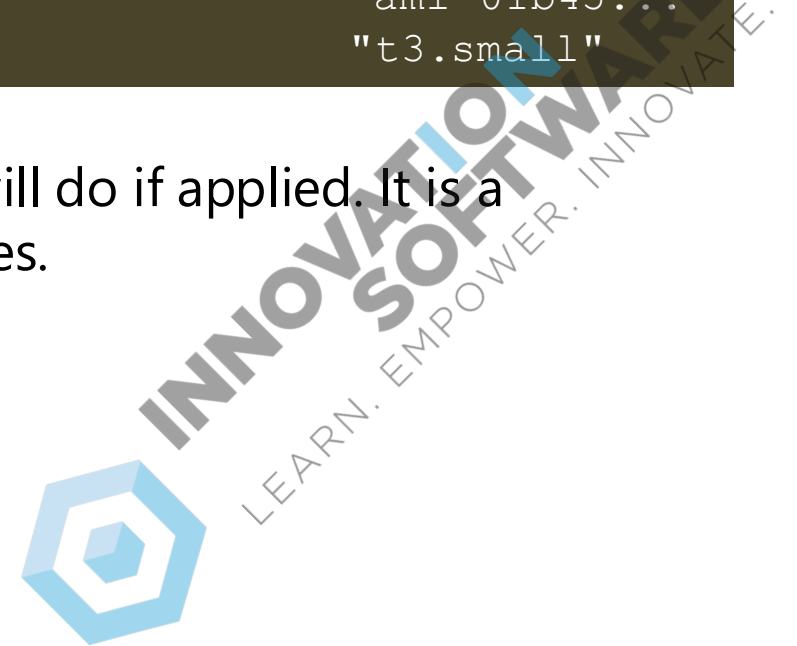 "t3.small"
ill do if applied. It is a
es.
INNOVATION
SOFTWARE
LEARN. EMPOWER. INNOVATE.